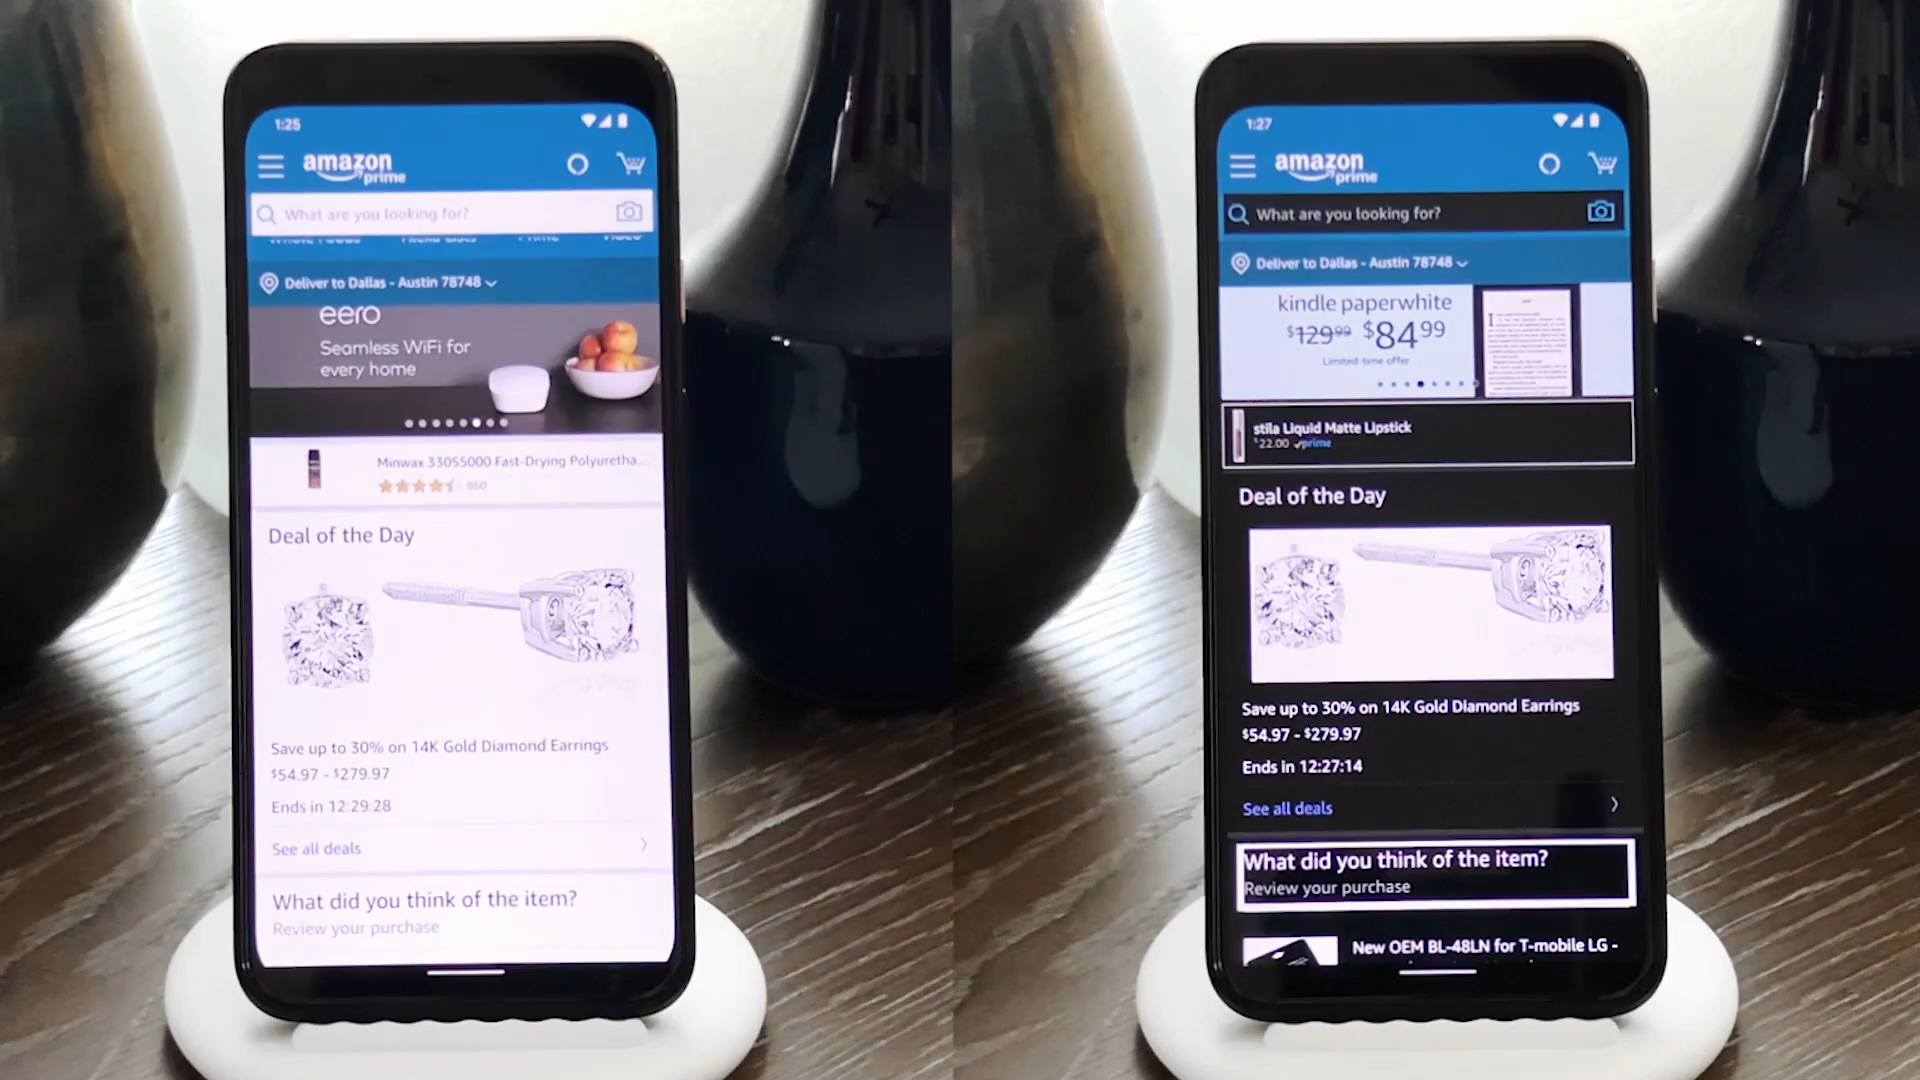 1:25
amazon
prime
What are you looking for?
Deliver to Dallas - Austin 78748
eero
Seamless WiFi for
every home
Minwax 33055000 Fast-Drying Polyuretha...
860
Deal of the Day
Save up to 30% on 14K Gold Diamond Earrings
$54.97 - $279.97
Ends in 12:29:28
See all deals
What did you think of the item?
Review your purchase
1:27
amazon
prime
What are you looking for?
Deliver to Dallas - Austin 78748
kindle paperwhite
$129.99 $84.99
Limited-time offer
stila Liquid Matte Lipstick
$22.00 prime
Deal of the Day
Save up to 30% on 14K Gold Diamond Earrings
$54.97 - $279.97
Ends in 12:27:14
See all deals
What did you think of the item?
Review your purchase
New OEM BL-48LN for T-mobile LG -